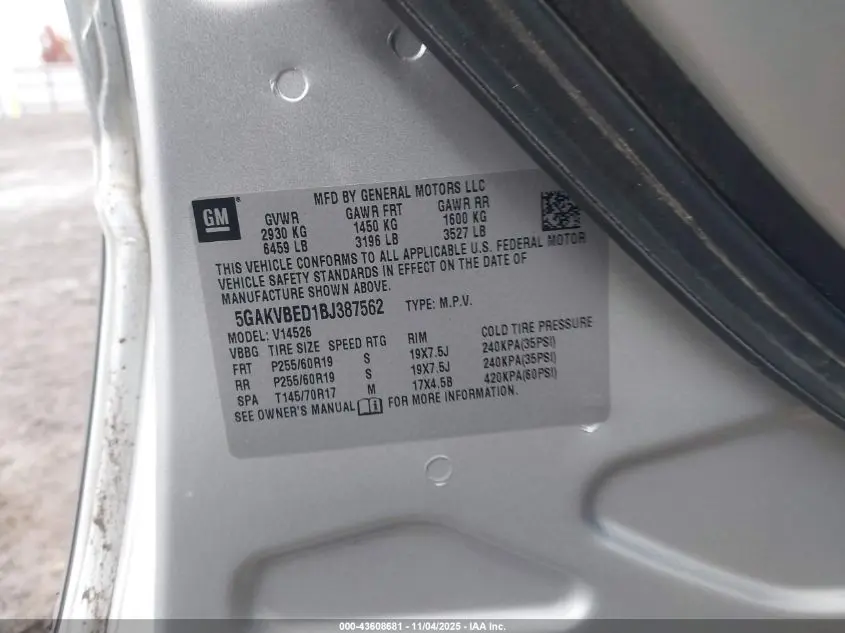 MFD BY GENERAL MOTORS LLC
GM
GVWR GAWR FRT GAWR RR
2930 KG 1450 KG 1600 KG
6459 LB 3196 LB 3527 LB
THIS VEHICLE CONFORMS TO ALL APPLICABLE U.S. FEDERAL MOTOR
VEHICLE SAFETY STANDARDS IN EFFECT ON THE DATE OF
MANUFACTURE SHOWN ABOVE.
5GAKVBED1BJ387562 TYPE: M.P.V.
MODEL: V14526
VBBG TIRE SIZE SPEED RTG RIM COLD TIRE PRESSURE
FRT P255/60R19 S 19X7.5J 240KPA(35PSI)
RR P255/60R19 S 19X7.5J 240KPA(35PSI)
SPA T145/70R17 M 17X4.5B 420KPA(60PSI)
SEE OWNER'S MANUAL FOR MORE INFORMATION.
000-43608681 - 11/04/2025 - IAA Inc.